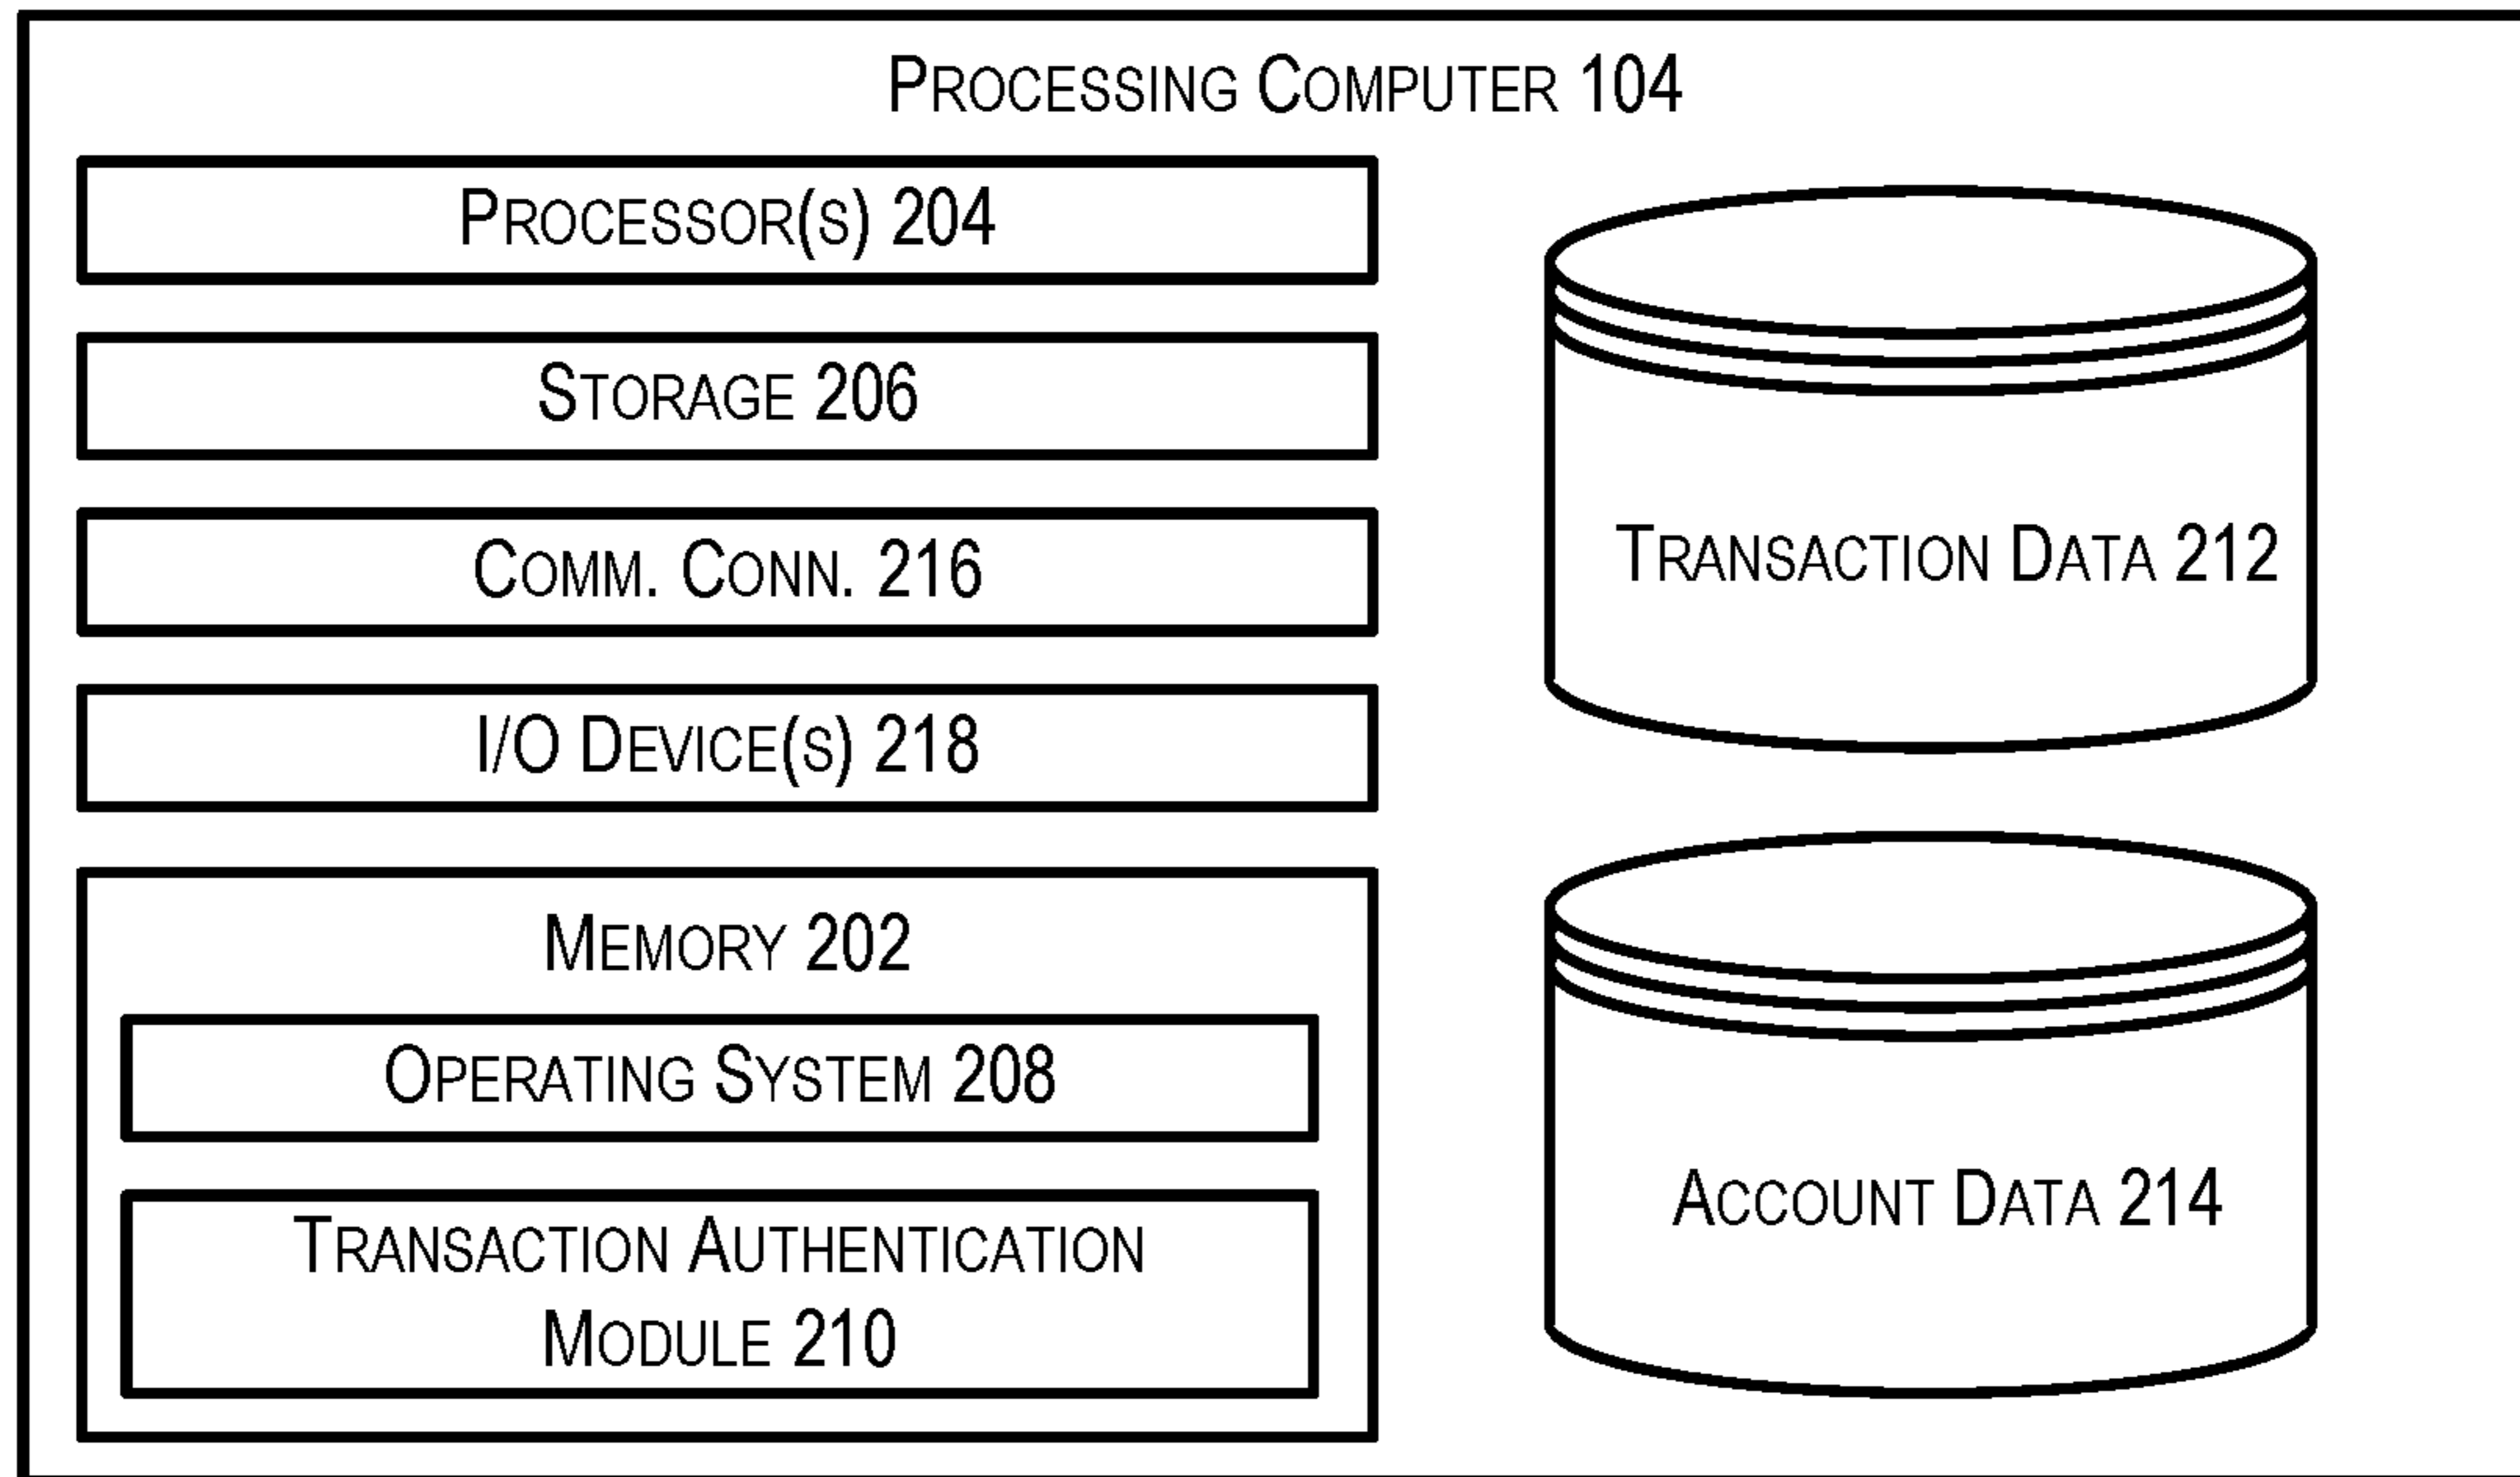 PROCESSING COMPUTER 104
PROCESSOR(S) 204
STORAGE 206
COMM. CONN. 216
I/O DEVICE(S) 218
MEMORY 202
OPERATING SYSTEM 208
TRANSACTION AUTHENTICATION
MODULE 210
TRANSACTION DATA 212
ACCOUNT DATA 214